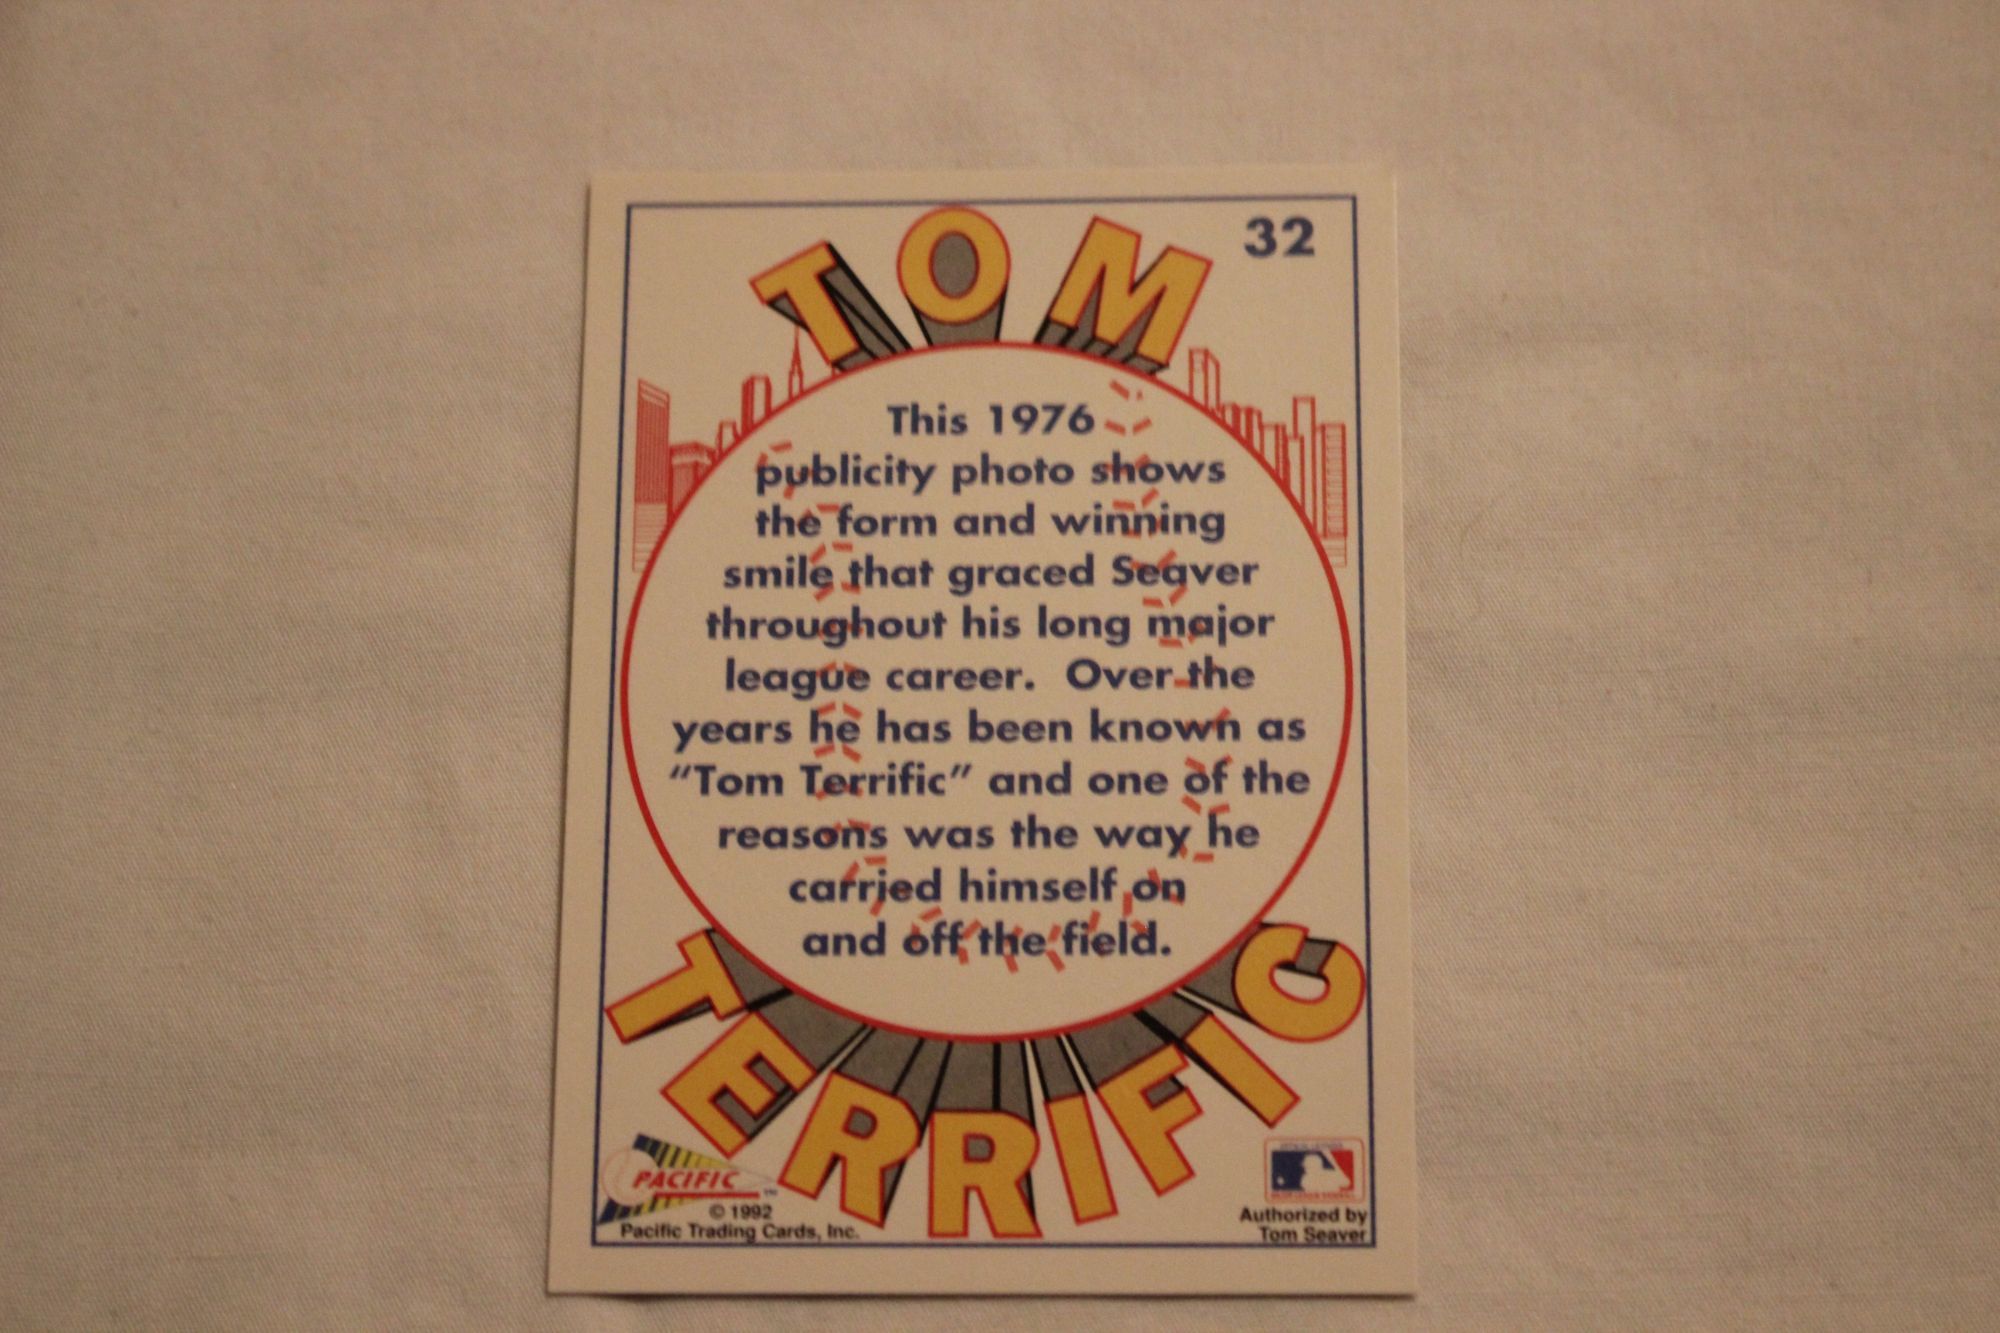 32
TOM
This 1976
publicity photo shows
the form and winning
smile that graced Seaver
throughout his long major
league career. Over the
years he has been known as
“Tom Terrific” and one of the
reasons was the way he
carried himself on
and off the field.
TERRIFIC
PACIFIC ™
© 1992
Pacific Trading Cards, Inc.
Authorized by
Tom Seaver